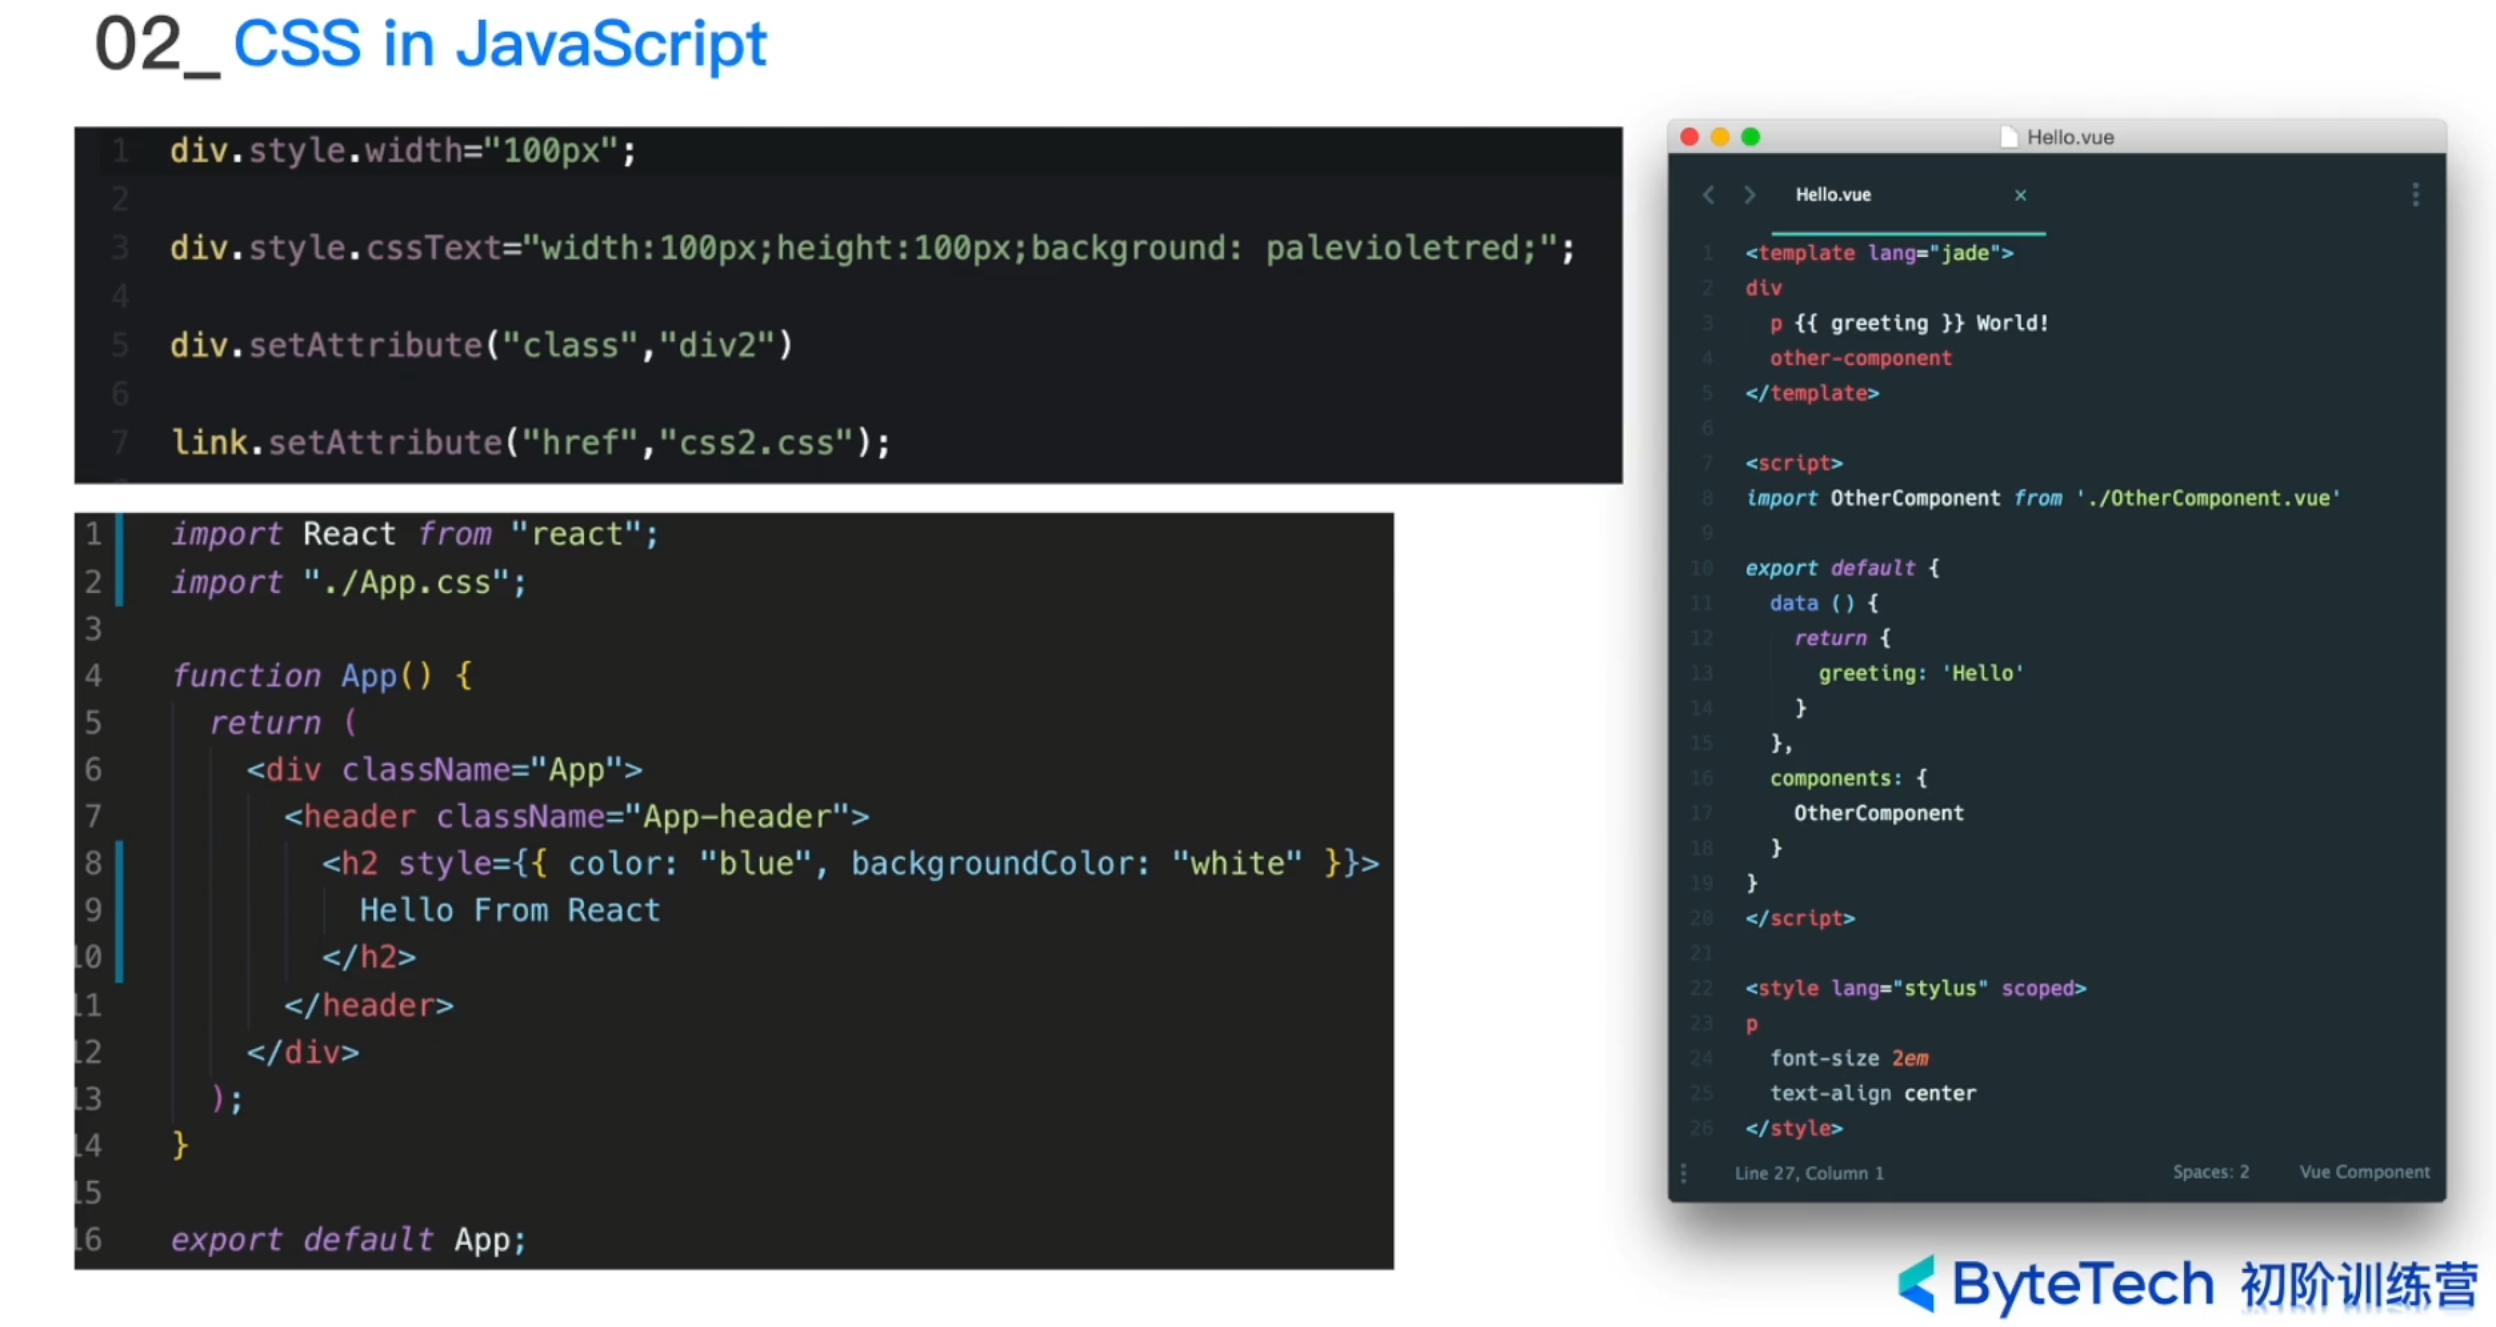 02_ CSS in JavaScript
1 div.style.width="100px";
2
3 div.style.cssText="width:100px;height:100px;background: palevioletred;";
4
5 div.setAttribute("class","div2")
6
7 link.setAttribute("href","css2.css");
1 import React from "react";
2 import "./App.css";
3
4 function App() {
5 return (
6 <div className="App">
7 <header className="App-header">
8 <h2 style={{ color: "blue", backgroundColor: "white" }}>
9 Hello From React
10 </h2>
11 </header>
12 </div>
13 );
14 }
15
16 export default App;
Hello.vue
Hello.vue ×
1 <template lang="jade">
2 div
3 p {{ greeting }} World!
4 other-component
5 </template>
6
7 <script>
8 import OtherComponent from './OtherComponent.vue'
9
10 export default {
11 data () {
12 return {
13 greeting: 'Hello'
14 }
15 },
16 components: {
17 OtherComponent
18 }
19 }
20 </script>
21
22 <style lang="stylus" scoped>
23 p
24 font-size 2em
25 text-align center
26 </style>
Line 27, Column 1 Spaces: 2 Vue Component
ByteTech 初阶训练营